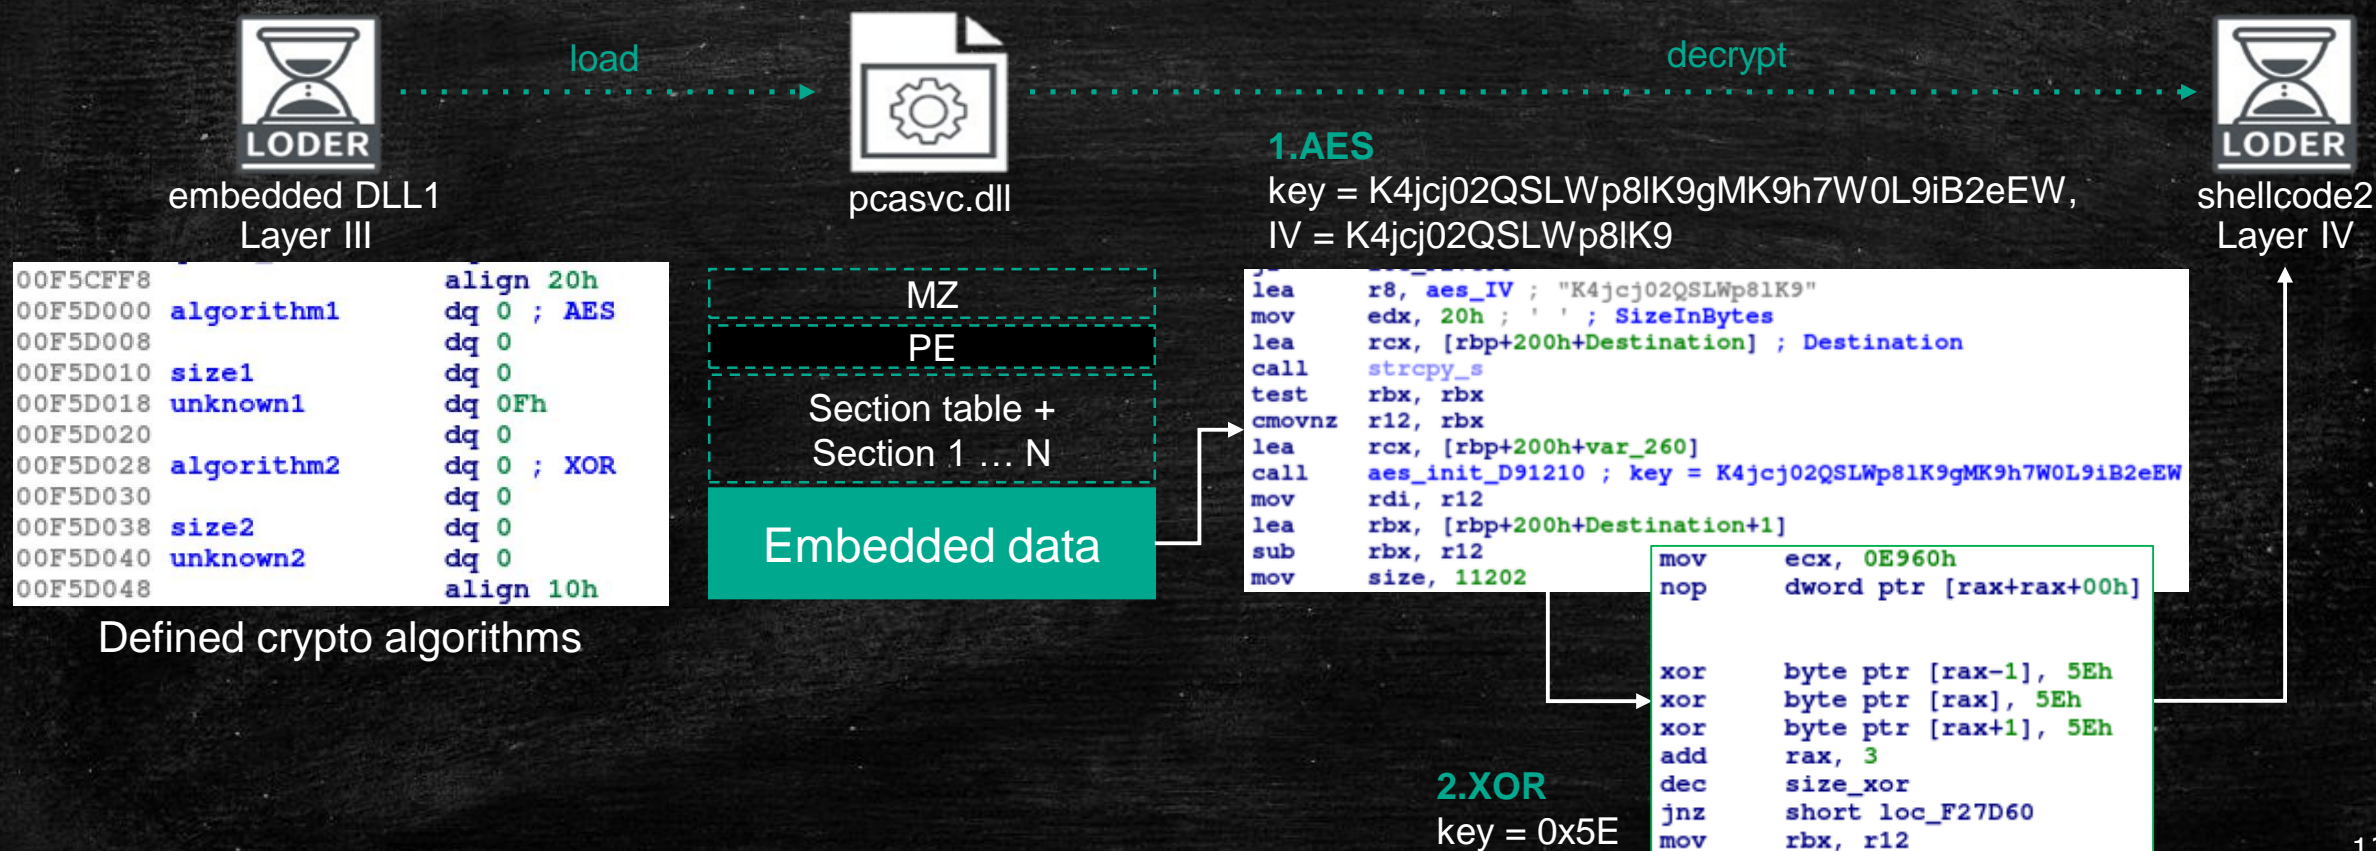 load
decrypt
LODER
LODER
embedded DLL1
Layer III
pcasvc.dll
1.AES
key = K4jcj02QSLWp8lK9gMK9h7W0L9iB2eEW,
IV = K4jcj02QSLWp8lK9
shellcode2
Layer IV
00F5CFF8 align 20h
00F5D000 algorithm1 dq 0 ; AES
00F5D008 dq 0
00F5D010 size1 dq 0
00F5D018 unknown1 dq 0Fh
00F5D020 dq 0
00F5D028 algorithm2 dq 0 ; XOR
00F5D030 dq 0
00F5D038 size2 dq 0
00F5D040 unknown2 dq 0
00F5D048 align 10h
Defined crypto algorithms
MZ
PE
Section table +
Section 1 … N
Embedded data
lea r8, aes_IV ; "K4jcj02QSLWp8lK9"
mov edx, 20h ; ' ' ; SizeInBytes
lea rcx, [rbp+200h+Destination] ; Destination
call strcpy_s
test rbx, rbx
cmovnz r12, rbx
lea rcx, [rbp+200h+var_260]
call aes_init_D91210 ; key = K4jcj02QSLWp8lK9gMK9h7W0L9iB2eEW
mov rdi, r12
lea rbx, [rbp+200h+Destination+1]
sub rbx, r12
mov size, 11202
mov ecx, 0E960h
nop dword ptr [rax+rax+00h]
xor byte ptr [rax-1], 5Eh
xor byte ptr [rax], 5Eh
xor byte ptr [rax+1], 5Eh
add rax, 3
dec size_xor
jnz short loc_F27D60
mov rbx, r12
2.XOR
key = 0x5E